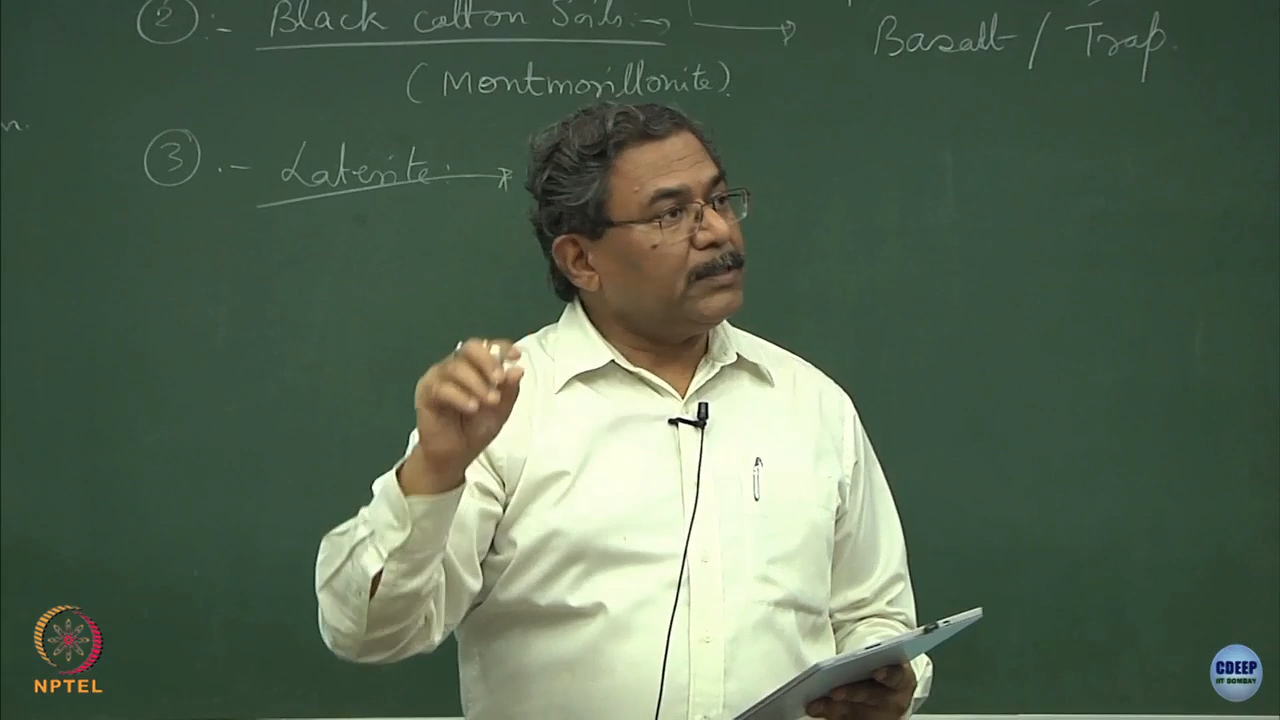 ② :- Black cotton Soils → Basalt / Trap.
(Montmorillonite)
n.
③ .- Laterite.
NPTEL
CDEEP
IIT BOMBAY